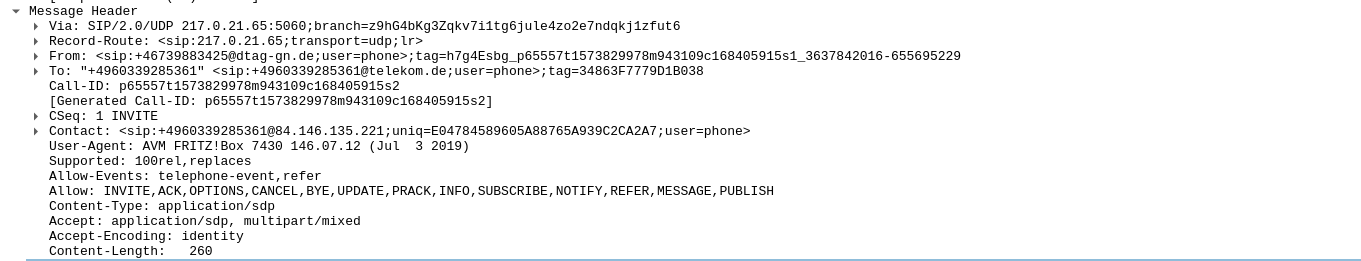 Message Header
Via: SIP/2.0/UDP 217.0.21.65:5060;branch=z9hG4bKg3Zqkv7i1tg6jule4zo2e7ndqkj1zfut6
Record-Route: <sip:217.0.21.65;transport=udp;lr>
From: <sip:+46739883425@dtag-gn.de;user=phone>;tag=h7g4Esbg_p65557t1573829978m943109c168405915s1_3637842016-655695229
To: "+4960339285361" <sip:+4960339285361@telekom.de;user=phone>;tag=34863F7779D1B038
Call-ID: p65557t1573829978m943109c168405915s2
[Generated Call-ID: p65557t1573829978m943109c168405915s2]
CSeq: 1 INVITE
Contact: <sip:+4960339285361@84.146.135.221;uniq=E04784589605A88765A939C2CA2A7;user=phone>
User-Agent: AVM FRITZ!Box 7430 146.07.12 (Jul  3 2019)
Supported: 100rel,replaces
Allow-Events: telephone-event,refer
Allow: INVITE,ACK,OPTIONS,CANCEL,BYE,UPDATE,PRACK,INFO,SUBSCRIBE,NOTIFY,REFER,MESSAGE,PUBLISH
Content-Type: application/sdp
Accept: application/sdp, multipart/mixed
Accept-Encoding: identity
Content-Length:   260